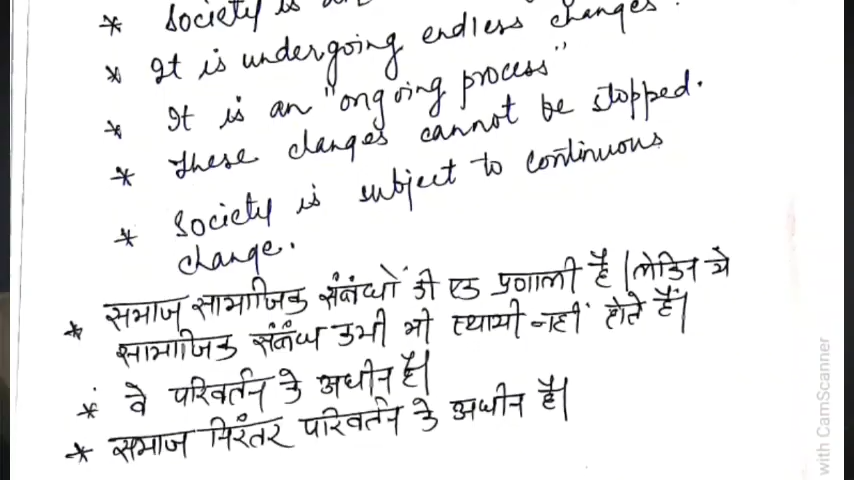 * Society is an
* It is undergoing endless changes.
* It is an "ongoing process"
* These changes cannot be stopped.
* Society is subject to continuous
change.
* समाज सामाजिक संबंधों की एक प्रणाली है। लेकिन ये
सामाजिक संबंध कभी भी स्थायी नहीं होते हैं।
* वे परिवर्तन के अधीन है।
* समाज निरंतर परिवर्तन के अधीन है।
with CamScanner